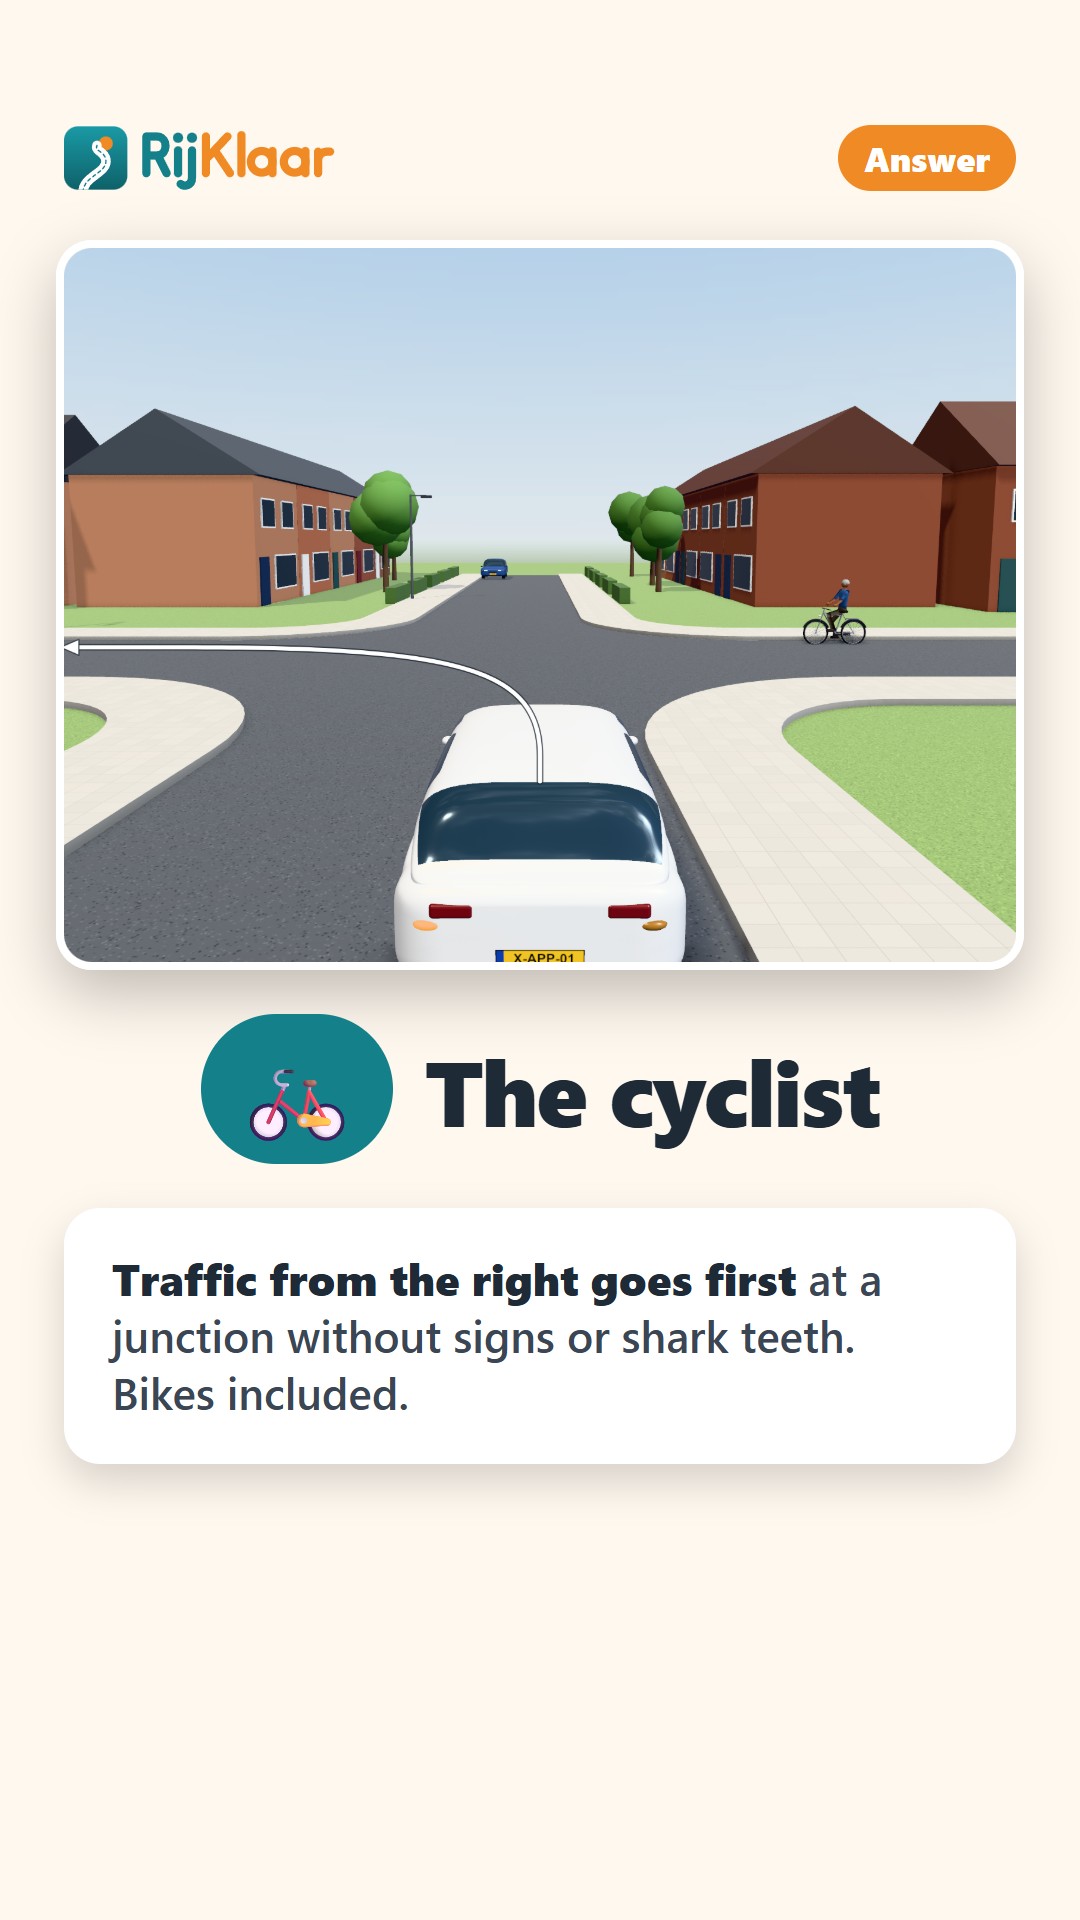 RijKlaar
Answer
X-APP-01
The cyclist
Traffic from the right goes first at a
junction without signs or shark teeth.
Bikes included.